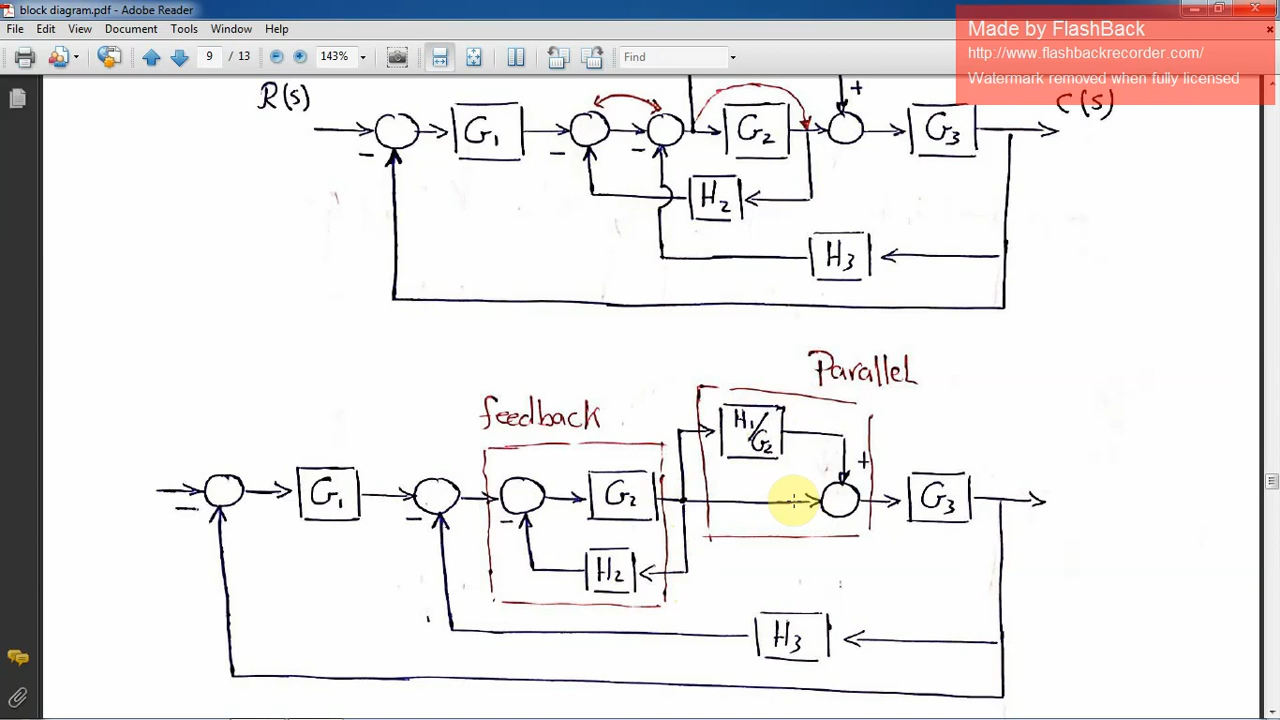 block diagram.pdf - Adobe Reader
File Edit View Document Tools Window Help
9 / 13 143% Find
Made by FlashBack
http://www.flashbackrecorder.com/
Watermark removed when fully licensed
R(s) + C(s)
G1 G2 G3
- - -
H2
H3
Parallel
feedback
H1/G2
+
G1 G2 G3
- - -
H2
H3